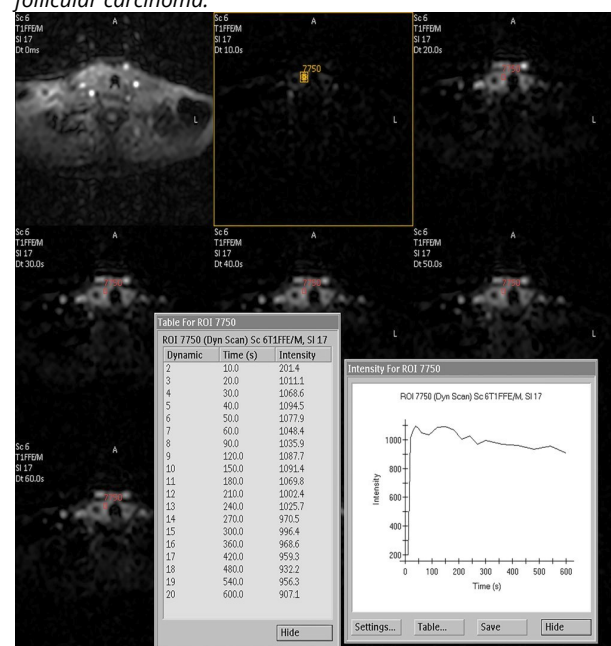 follicular carcinoma.
Sc 6
T1FFE/M
Sl 17
Dt 0ms
A
L
Sc 6
T1FFE/M
Sl 17
Dt 10.0s
A
7750
L
Sc 6
T1FFE/M
Sl 17
Dt 20.0s
A
L
Sc 6
T1FFE/M
Sl 17
Dt 30.0s
A
Sc 6
T1FFE/M
Sl 17
Dt 40.0s
A
Sc 6
T1FFE/M
Sl 17
Dt 50.0s
A
L
Sc 6
T1FFE/M
Sl 17
Dt 60.0s
A
7750
Table For ROI 7750
ROI 7750 (Dyn Scan) Sc 6T1FFE/M, SI 17
Dynamic Time (s) Intensity
2 10.0 201.4
3 20.0 1011.1
4 30.0 1068.6
5 40.0 1094.5
5 50.0 1077.9
7 60.0 1048.4
8 90.0 1035.9
9 120.0 1087.7
10 150.0 1091.4
11 180.0 1069.8
12 210.0 1002.4
13 240.0 1025.7
14 270.0 970.5
15 300.0 996.4
16 360.0 968.6
17 420.0 959.3
18 480.0 932.2
19 540.0 956.3
20 600.0 907.1
Hide
Intensity For ROI 7750
ROI 7750 (Dyn Scan) Sc 6T1FFE/M, SI 17
Intensity
1000
800
600
400
200
0 100 200 300 400 500 600
Time (s)
Settings... Table... Save Hide